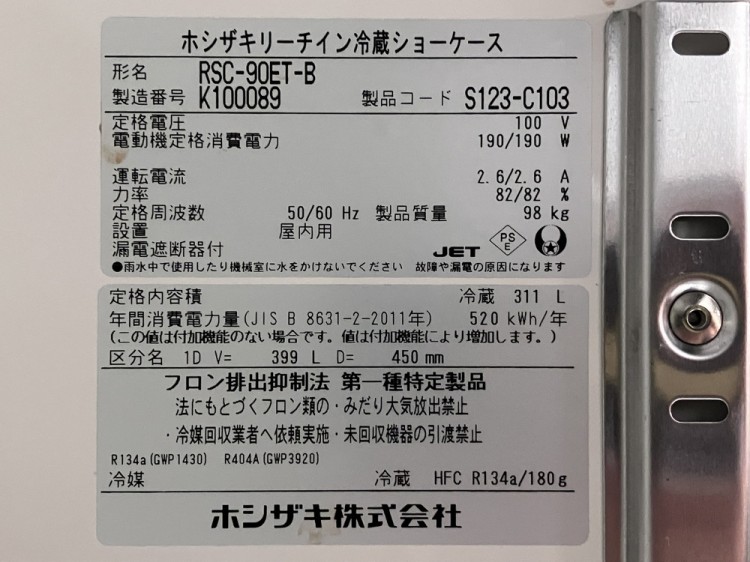 ホシザキリーチイン冷蔵ショーケース
形名 RSC-90ET-B
製造番号 K100089 製品コード S123-C103
定格電圧 100 V
電動機定格消費電力 190/190 W
運転電流 2.6/2.6 A
力率 82/82 %
定格周波数 50/60 Hz 製品質量 98 kg
設置 屋内用
漏電遮断器付 JET PS E
●雨水中で使用したり機械室に水をかけないでください 故障や漏電の原因になります
定格内容積 冷蔵 311 L
年間消費電力量(JIS B 8631-2-2011年) 520 kWh/年
(この値は付加機能のない場合です。値は付加機能により増加します。)
区分名 1D V= 399 L D= 450 mm
フロン排出抑制法 第一種特定製品
法にもとづくフロン類の・みだり大気放出禁止
・冷媒回収業者へ依頼実施・未回収機器の引渡禁止
R134a(GWP1430) R404A(GWP3920)
冷媒 冷蔵 HFC R134a/180g
ホシザキ株式会社